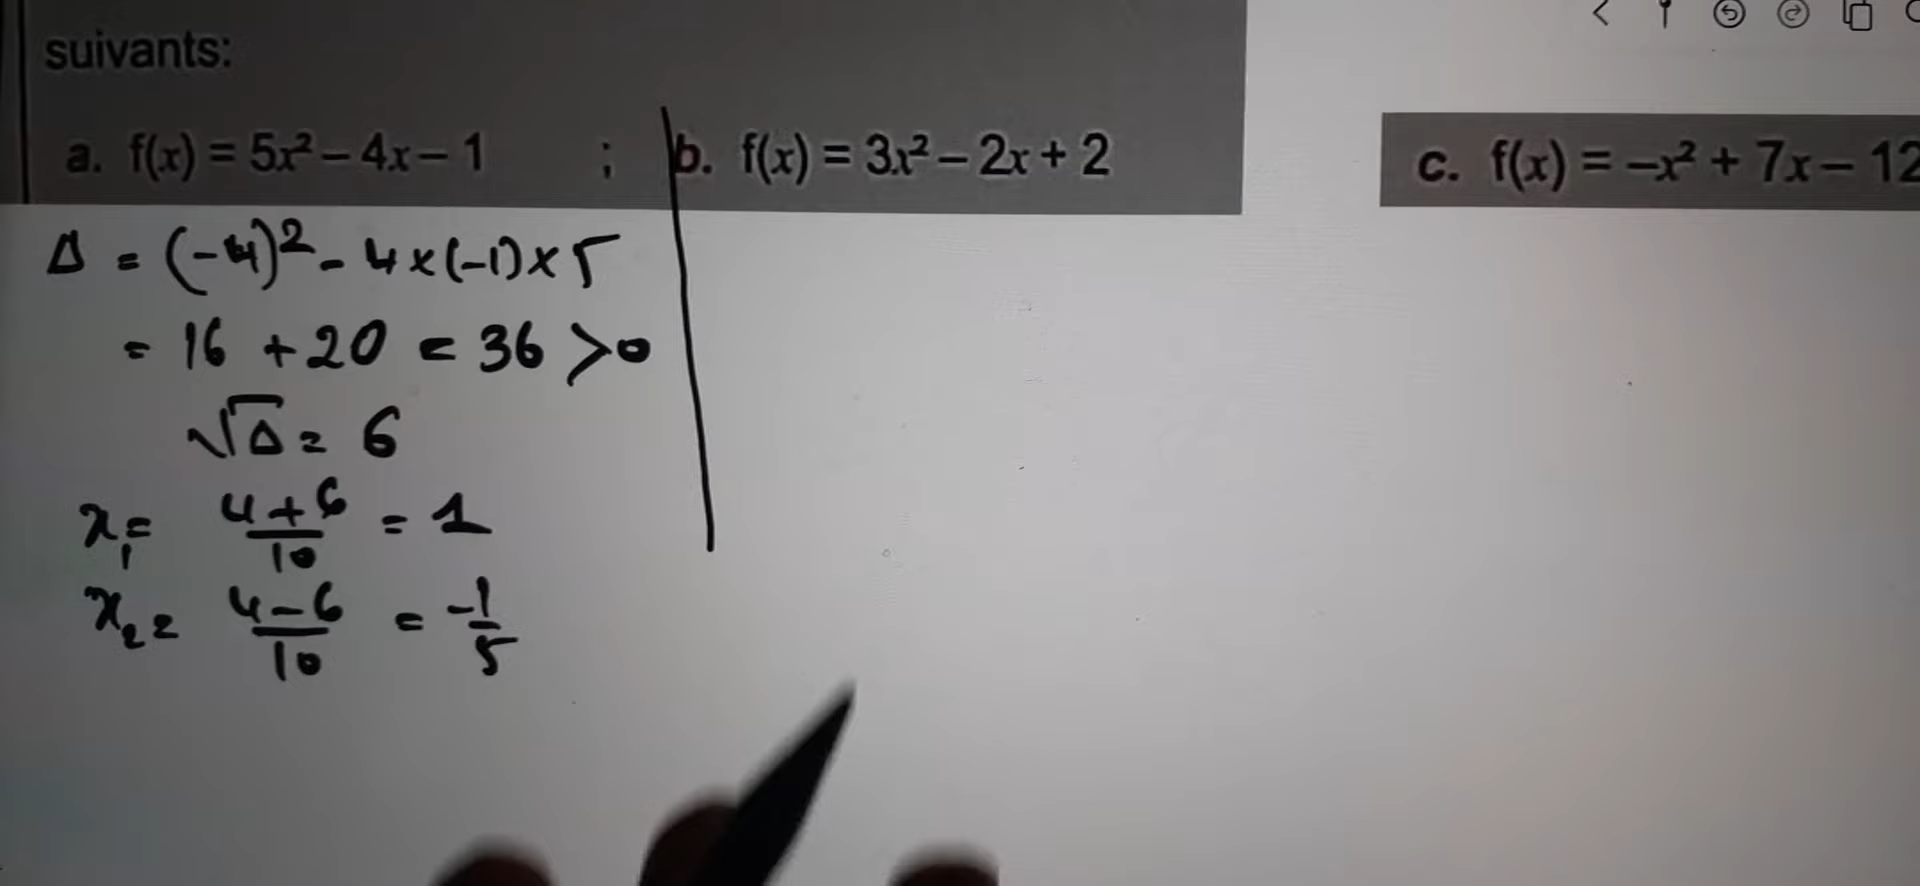 suivants:
a. f(x) = 5x² – 4x – 1 ; b. f(x) = 3x² – 2x + 2
c. f(x) = –x² + 7x – 12
Δ = (-4)² - 4×(-1)×5
= 16 + 20 = 36 >0
√Δ = 6
x₁ = (4+6)/10 = 1
x₂ = (4-6)/10 = -1/5